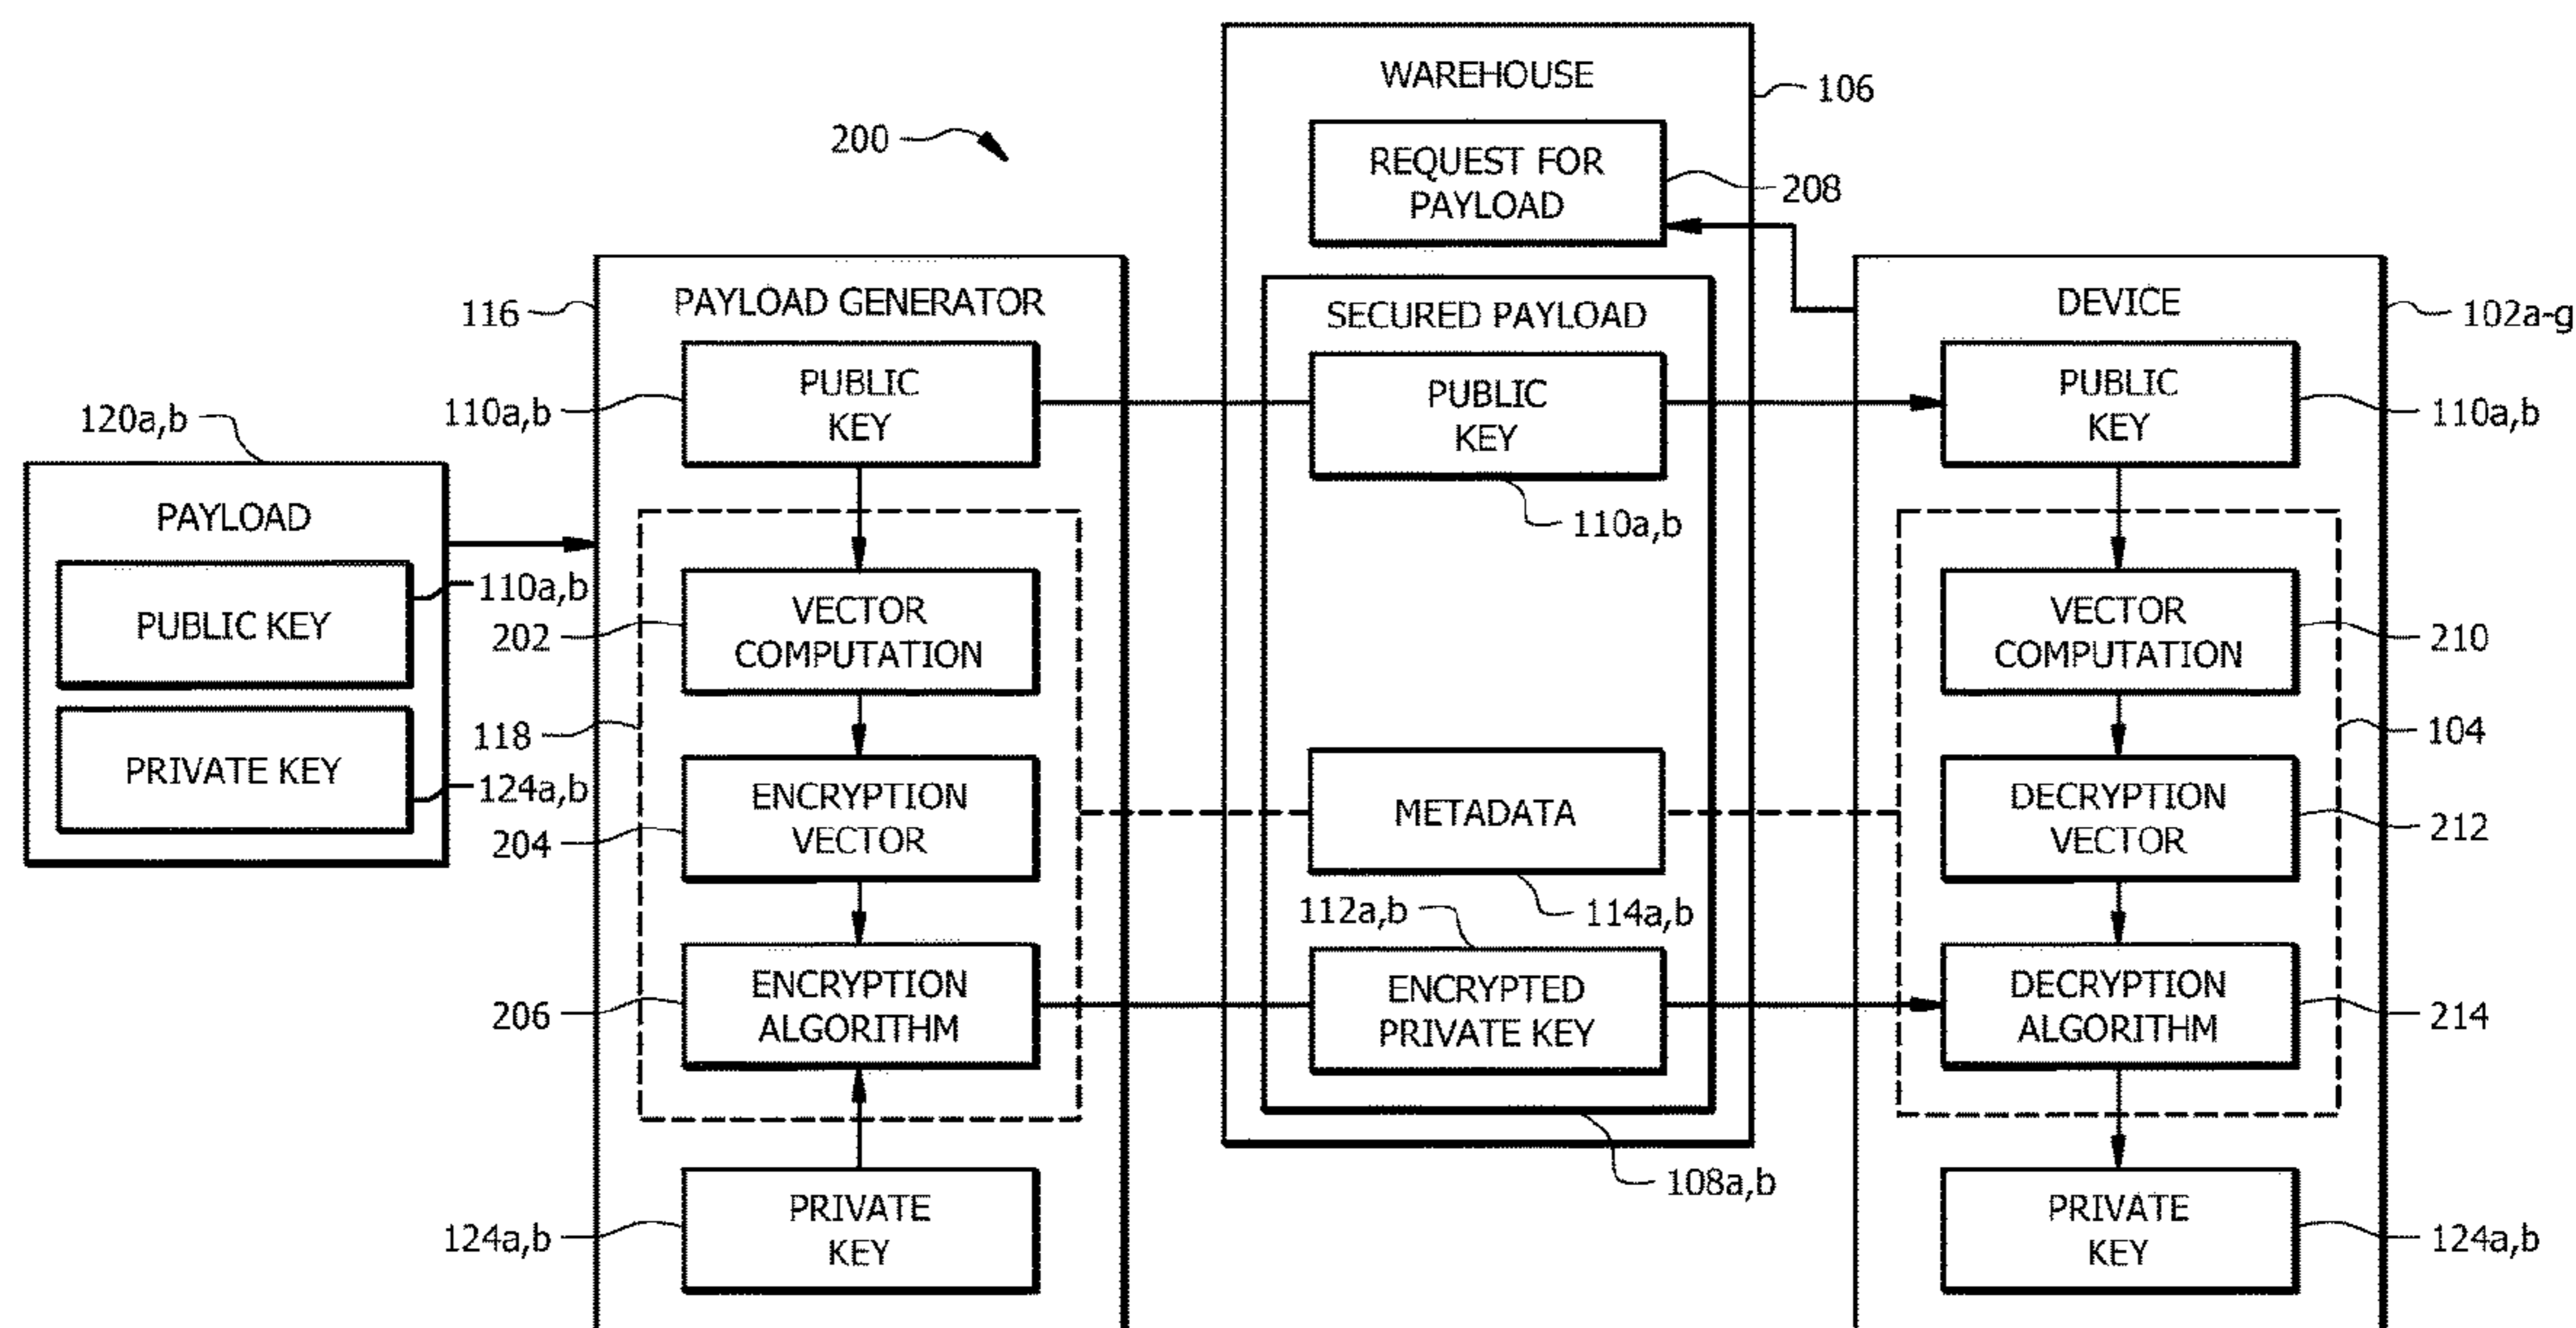 200
120a,b
PAYLOAD
PUBLIC KEY
110a,b
PRIVATE KEY
124a,b
116
PAYLOAD GENERATOR
PUBLIC
KEY
110a,b
VECTOR
COMPUTATION
202
118
ENCRYPTION
VECTOR
204
ENCRYPTION
ALGORITHM
206
PRIVATE
KEY
124a,b
WAREHOUSE
106
REQUEST FOR
PAYLOAD
208
SECURED PAYLOAD
PUBLIC
KEY
110a,b
METADATA
114a,b
112a,b
ENCRYPTED
PRIVATE KEY
108a,b
DEVICE
102a-g
PUBLIC
KEY
110a,b
VECTOR
COMPUTATION
210
104
DECRYPTION
VECTOR
212
DECRYPTION
ALGORITHM
214
PRIVATE
KEY
124a,b